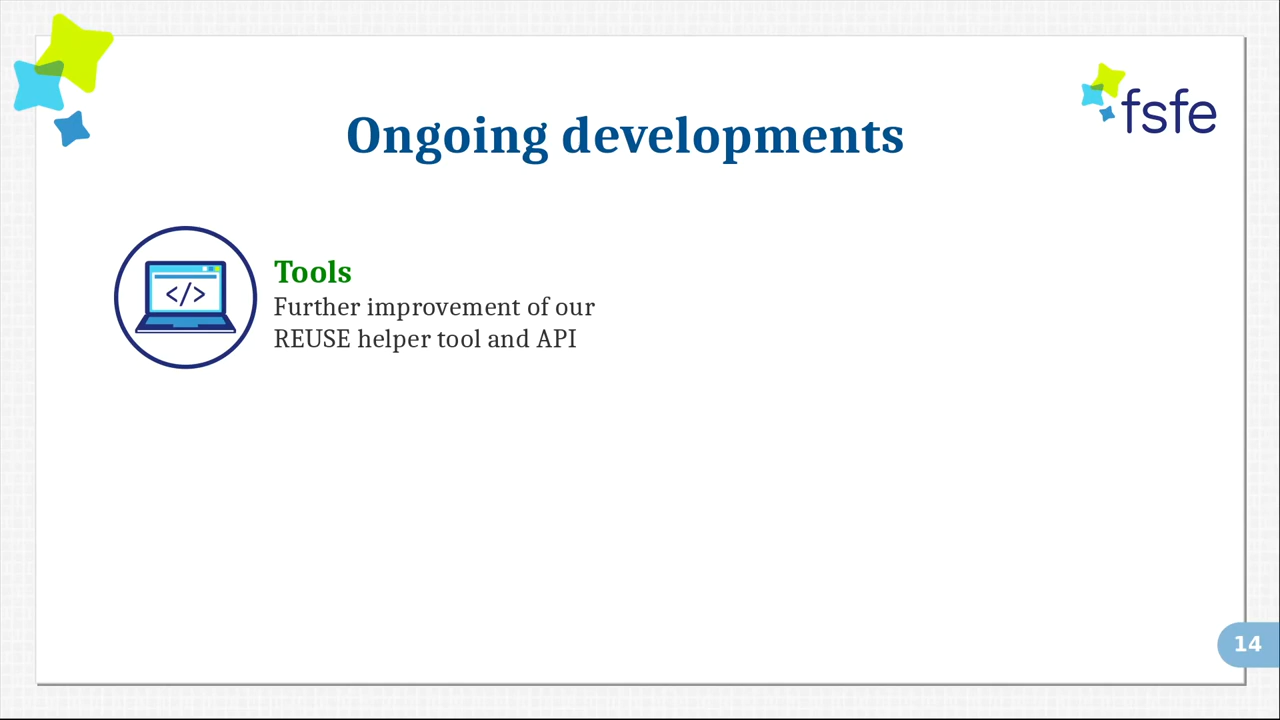 fsfe
Ongoing developments
</>
Tools
Further improvement of our
REUSE helper tool and API
14